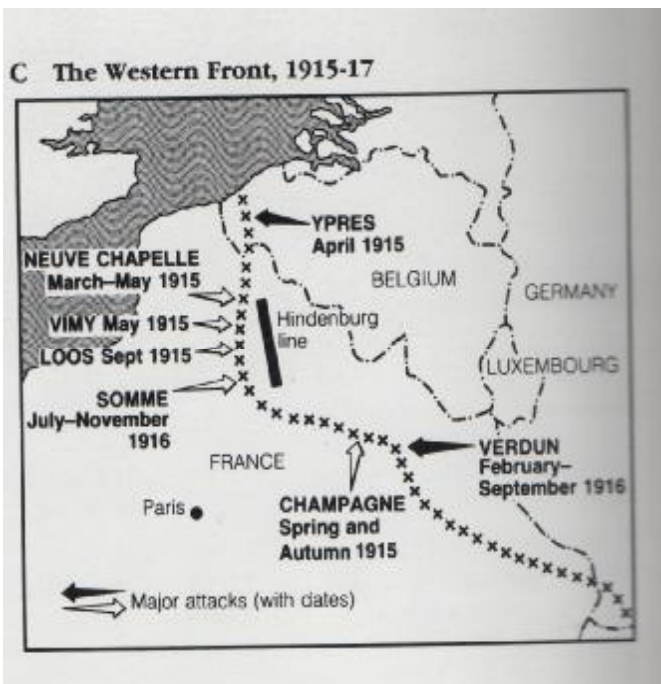 C The Western Front, 1915-17
YPRES
April 1915
NEUVE CHAPELLE
March–May 1915
BELGIUM
GERMANY
VIMY May 1915
Hindenburg
line
LOOS Sept 1915
LUXEMBOURG
SOMME
July–November
1916
FRANCE
VERDUN
February–
September 1916
Paris
CHAMPAGNE
Spring and
Autumn 1915
Major attacks (with dates)